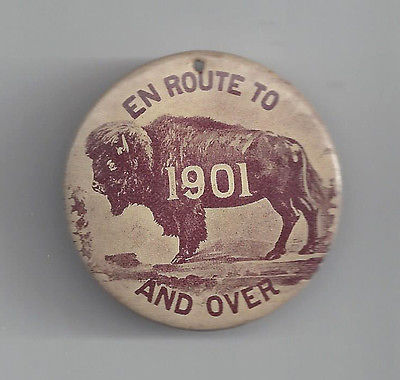 EN ROUTE TO
1901
AND OVER